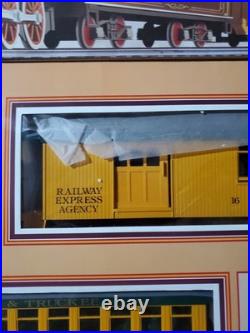 RAILWAY
EXPRESS
AGENCY
16
& TRUCKEE